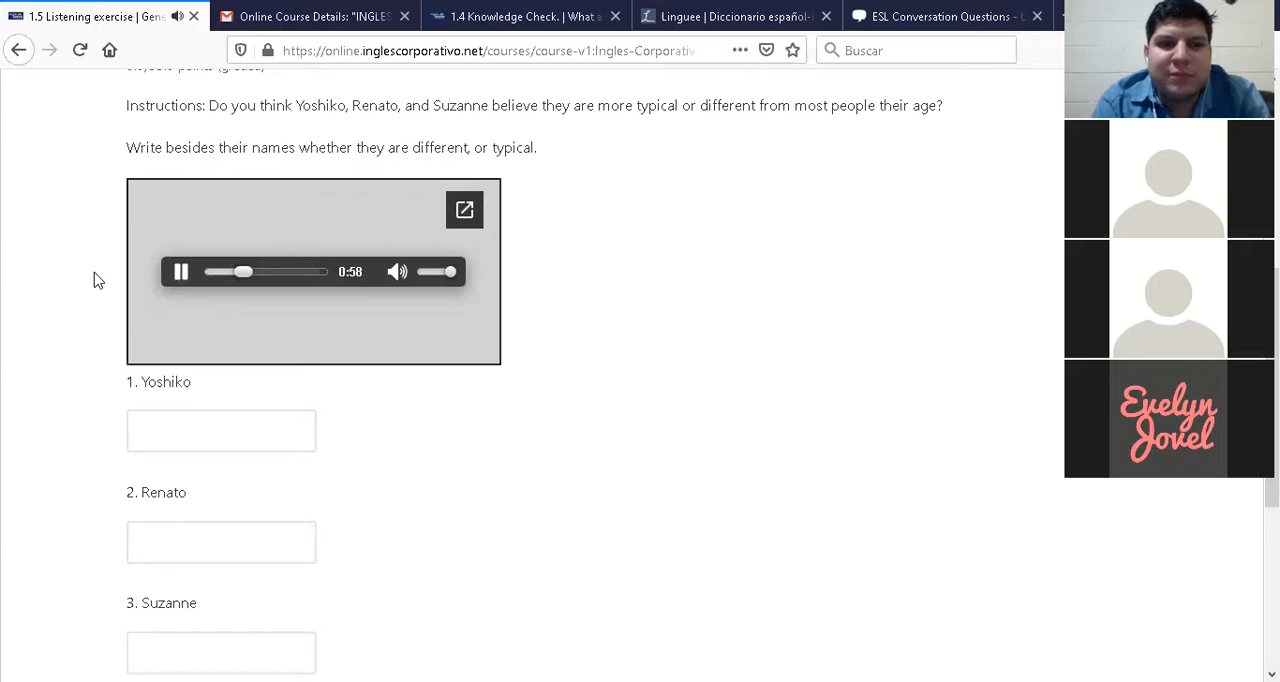 1.5 Listening exercise | Gene
Online Course Details: "INGLES
1.4 Knowledge Check. | What a
Linguee | Diccionario español-i
ESL Conversation Questions - U
https://online.inglescorporativo.net/courses/course-v1:Ingles-Corporativ
Buscar
Instructions: Do you think Yoshiko, Renato, and Suzanne believe they are more typical or different from most people their age?
Write besides their names whether they are different, or typical.
0:58
1. Yoshiko
2. Renato
3. Suzanne
Evelyn
Jovel